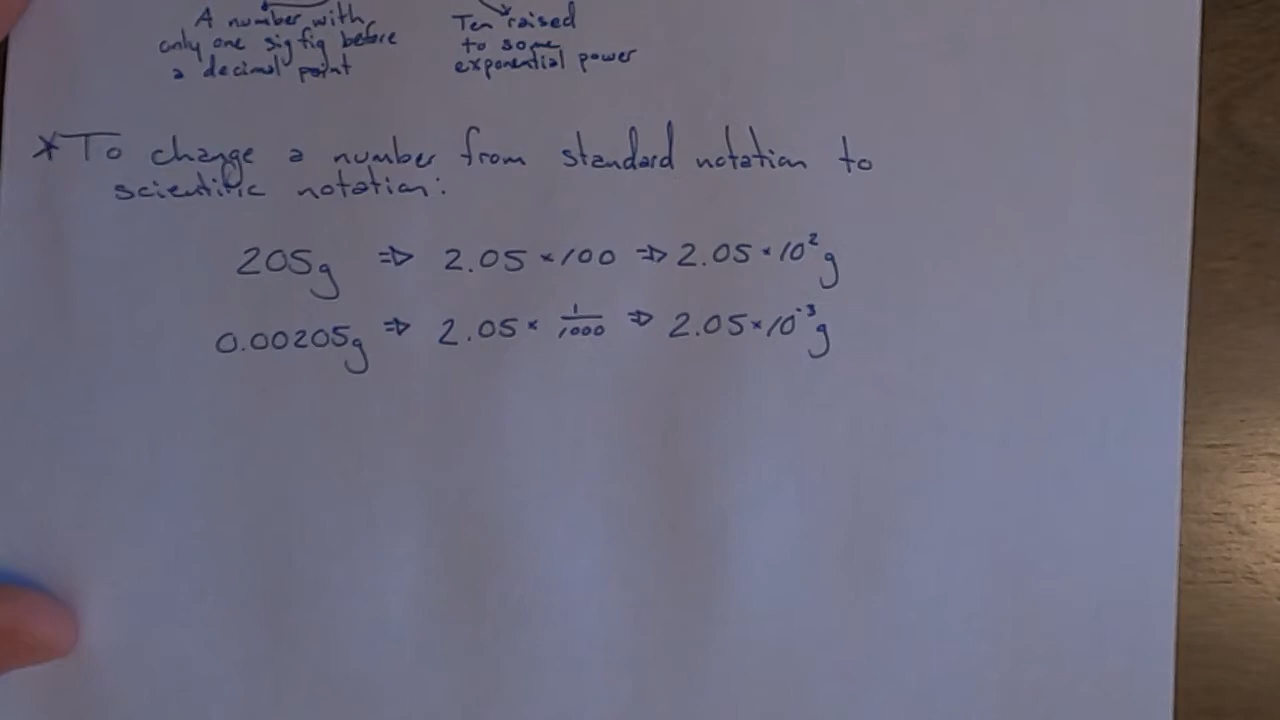 A number with
only one sig fig before
a decimal point
Ten raised
to some
exponential power
*To change a number from standard notation to
scientific notation:
205g ⇒ 2.05 × 100 ⇒ 2.05 × 10² g
0.00205g ⇒ 2.05 × 1/1000 ⇒ 2.05 × 10⁻³ g